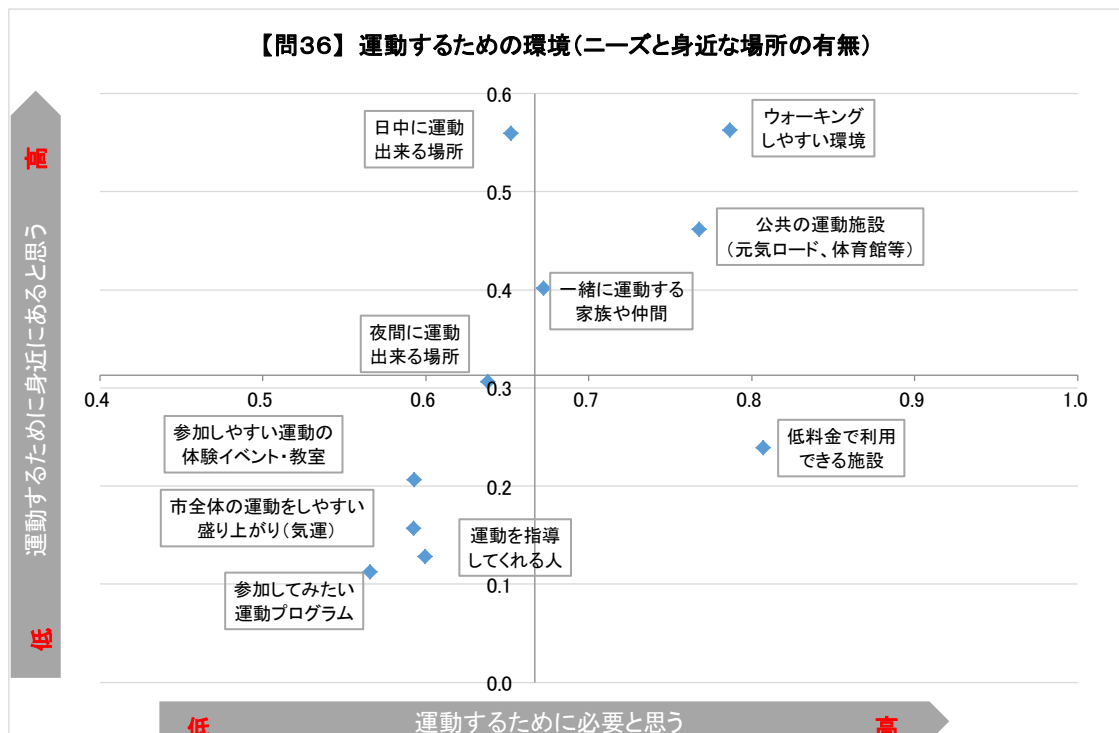 【問36】 運動するための環境(ニーズと身近な場所の有無)
高
運動するために身近にあると思う
低
0.6
0.5
0.4
0.3
0.2
0.1
0.0
0.4
0.5
0.6
0.7
0.8
0.9
1.0
日中に運動
出来る場所
ウォーキング
しやすい環境
公共の運動施設
(元気ロード、体育館等)
一緒に運動する
家族や仲間
夜間に運動
出来る場所
参加しやすい運動の
体験イベント・教室
低料金で利用
できる施設
市全体の運動をしやすい
盛り上がり(気運)
運動を指導
してくれる人
参加してみたい
運動プログラム
低
運動するために必要と思う
高